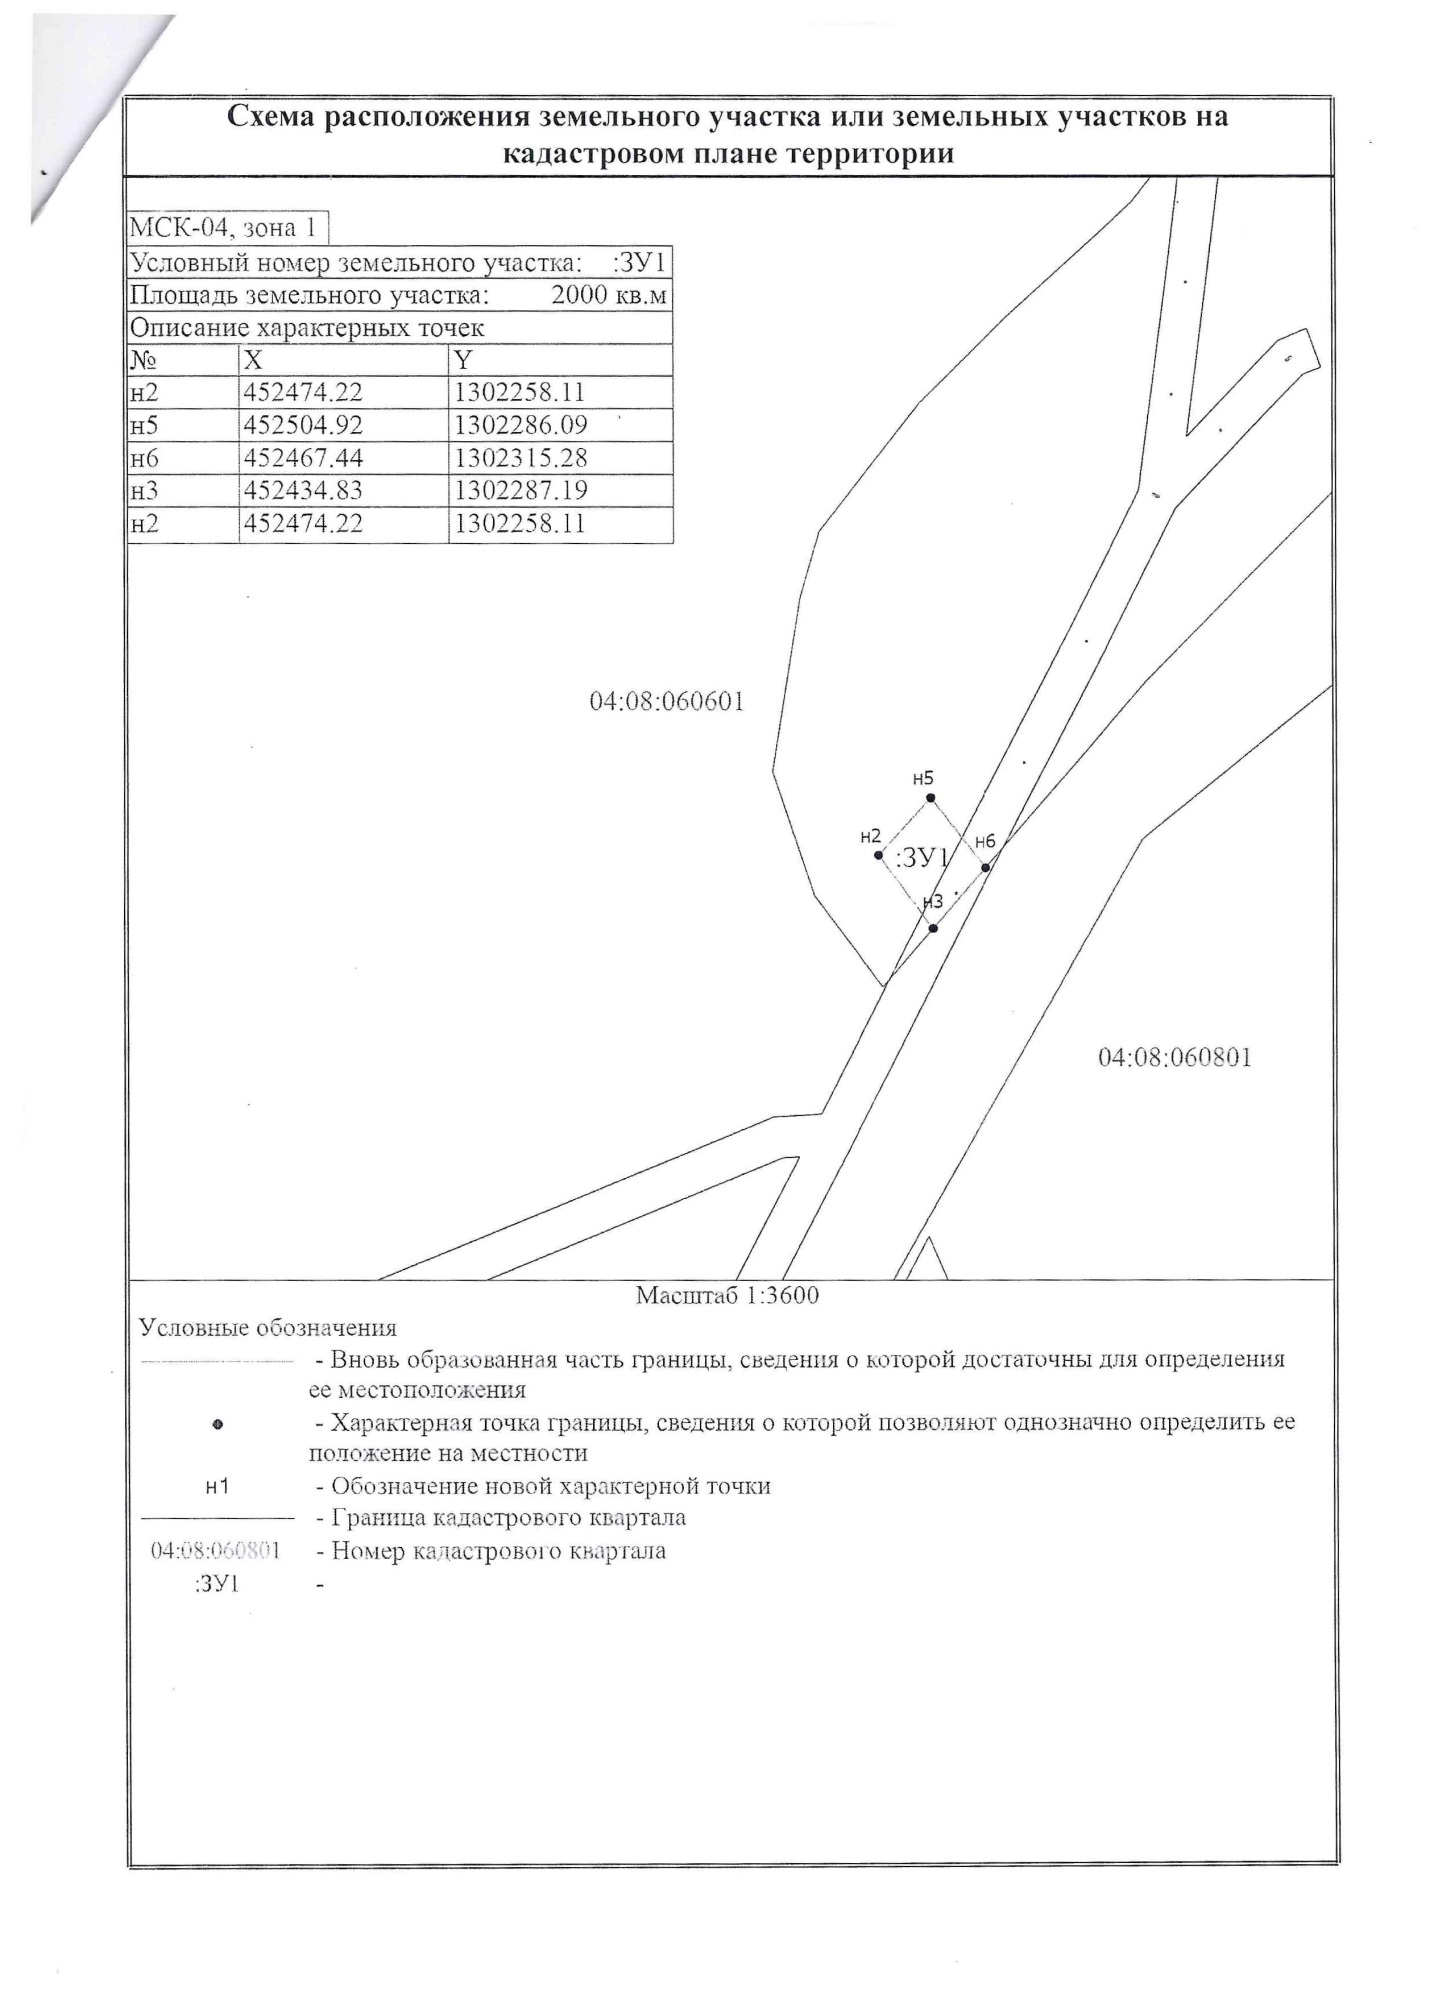 Схема расположения земельного участка или земельных участков на
кадастровом плане территории
МСК-04, зона 1
Условный номер земельного участка: :ЗУ1
Площадь земельного участка: 2000 кв.м
Описание характерных точек
№ X Y
н2 452474.22 1302258.11
н5 452504.92 1302286.09
н6 452467.44 1302315.28
н3 452434.83 1302287.19
н2 452474.22 1302258.11
04:08:060601
н5
н2
н6
:ЗУ1
н3
04:08:060801
Масштаб 1:3600
Условные обозначения
- Вновь образованная часть границы, сведения о которой достаточны для определения
ее местоположения
- Характерная точка границы, сведения о которой позволяют однозначно определить ее
положение на местности
н1 - Обозначение новой характерной точки
- Граница кадастрового квартала
04:08:060801 - Номер кадастрового квартала
:ЗУ1 -